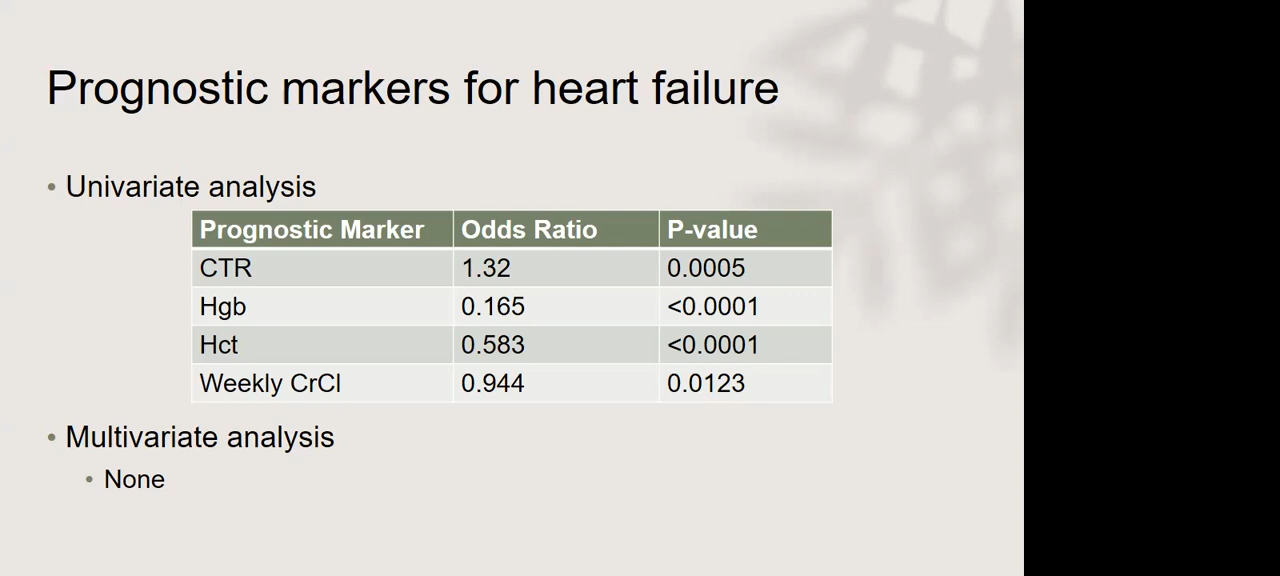 Prognostic markers for heart failure
• Univariate analysis
Prognostic Marker Odds Ratio P-value
CTR 1.32 0.0005
Hgb 0.165 <0.0001
Hct 0.583 <0.0001
Weekly CrCl 0.944 0.0123
• Multivariate analysis
• None